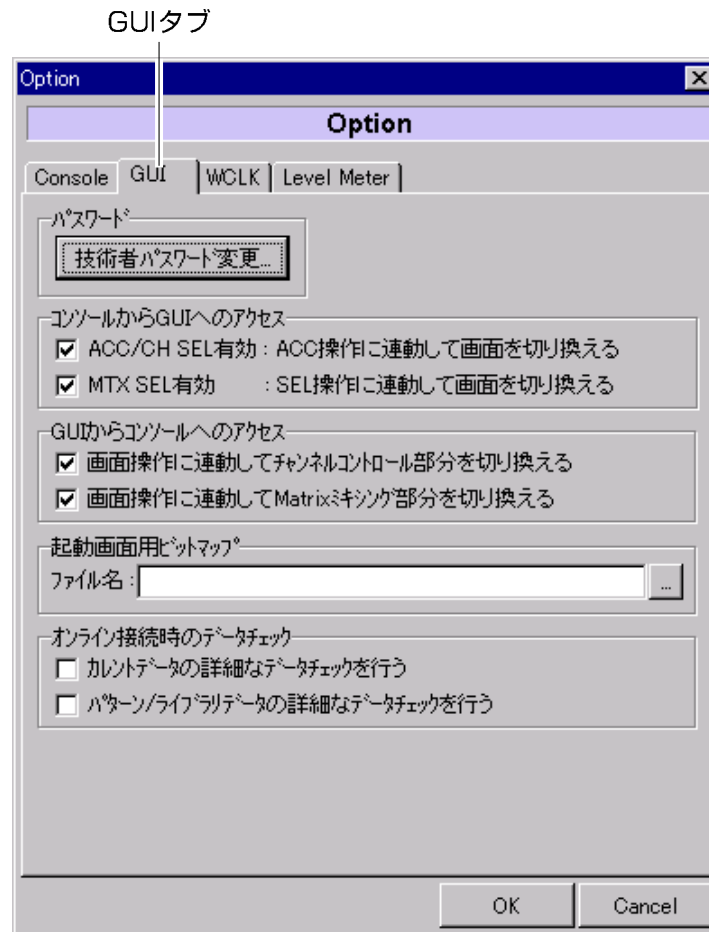 GUIタブ
Option
Option
Console GUI WCLK Level Meter
パスワード
技術者パスワード変更...
コンソールからGUIへのアクセス
ACC/CH SEL有効 : ACC操作に連動して画面を切り換える
MTX SEL有効 : SEL操作に連動して画面を切り換える
GUIからコンソールへのアクセス
画面操作に連動してチャンネルコントロール部分を切り換える
画面操作に連動してMatrixミキシング部分を切り換える
起動画面用ビットマップ
ファイル名 : ...
オンライン接続時のデータチェック
カレントデータの詳細なデータチェックを行う
パターン/ライブラリデータの詳細なデータチェックを行う
OK Cancel